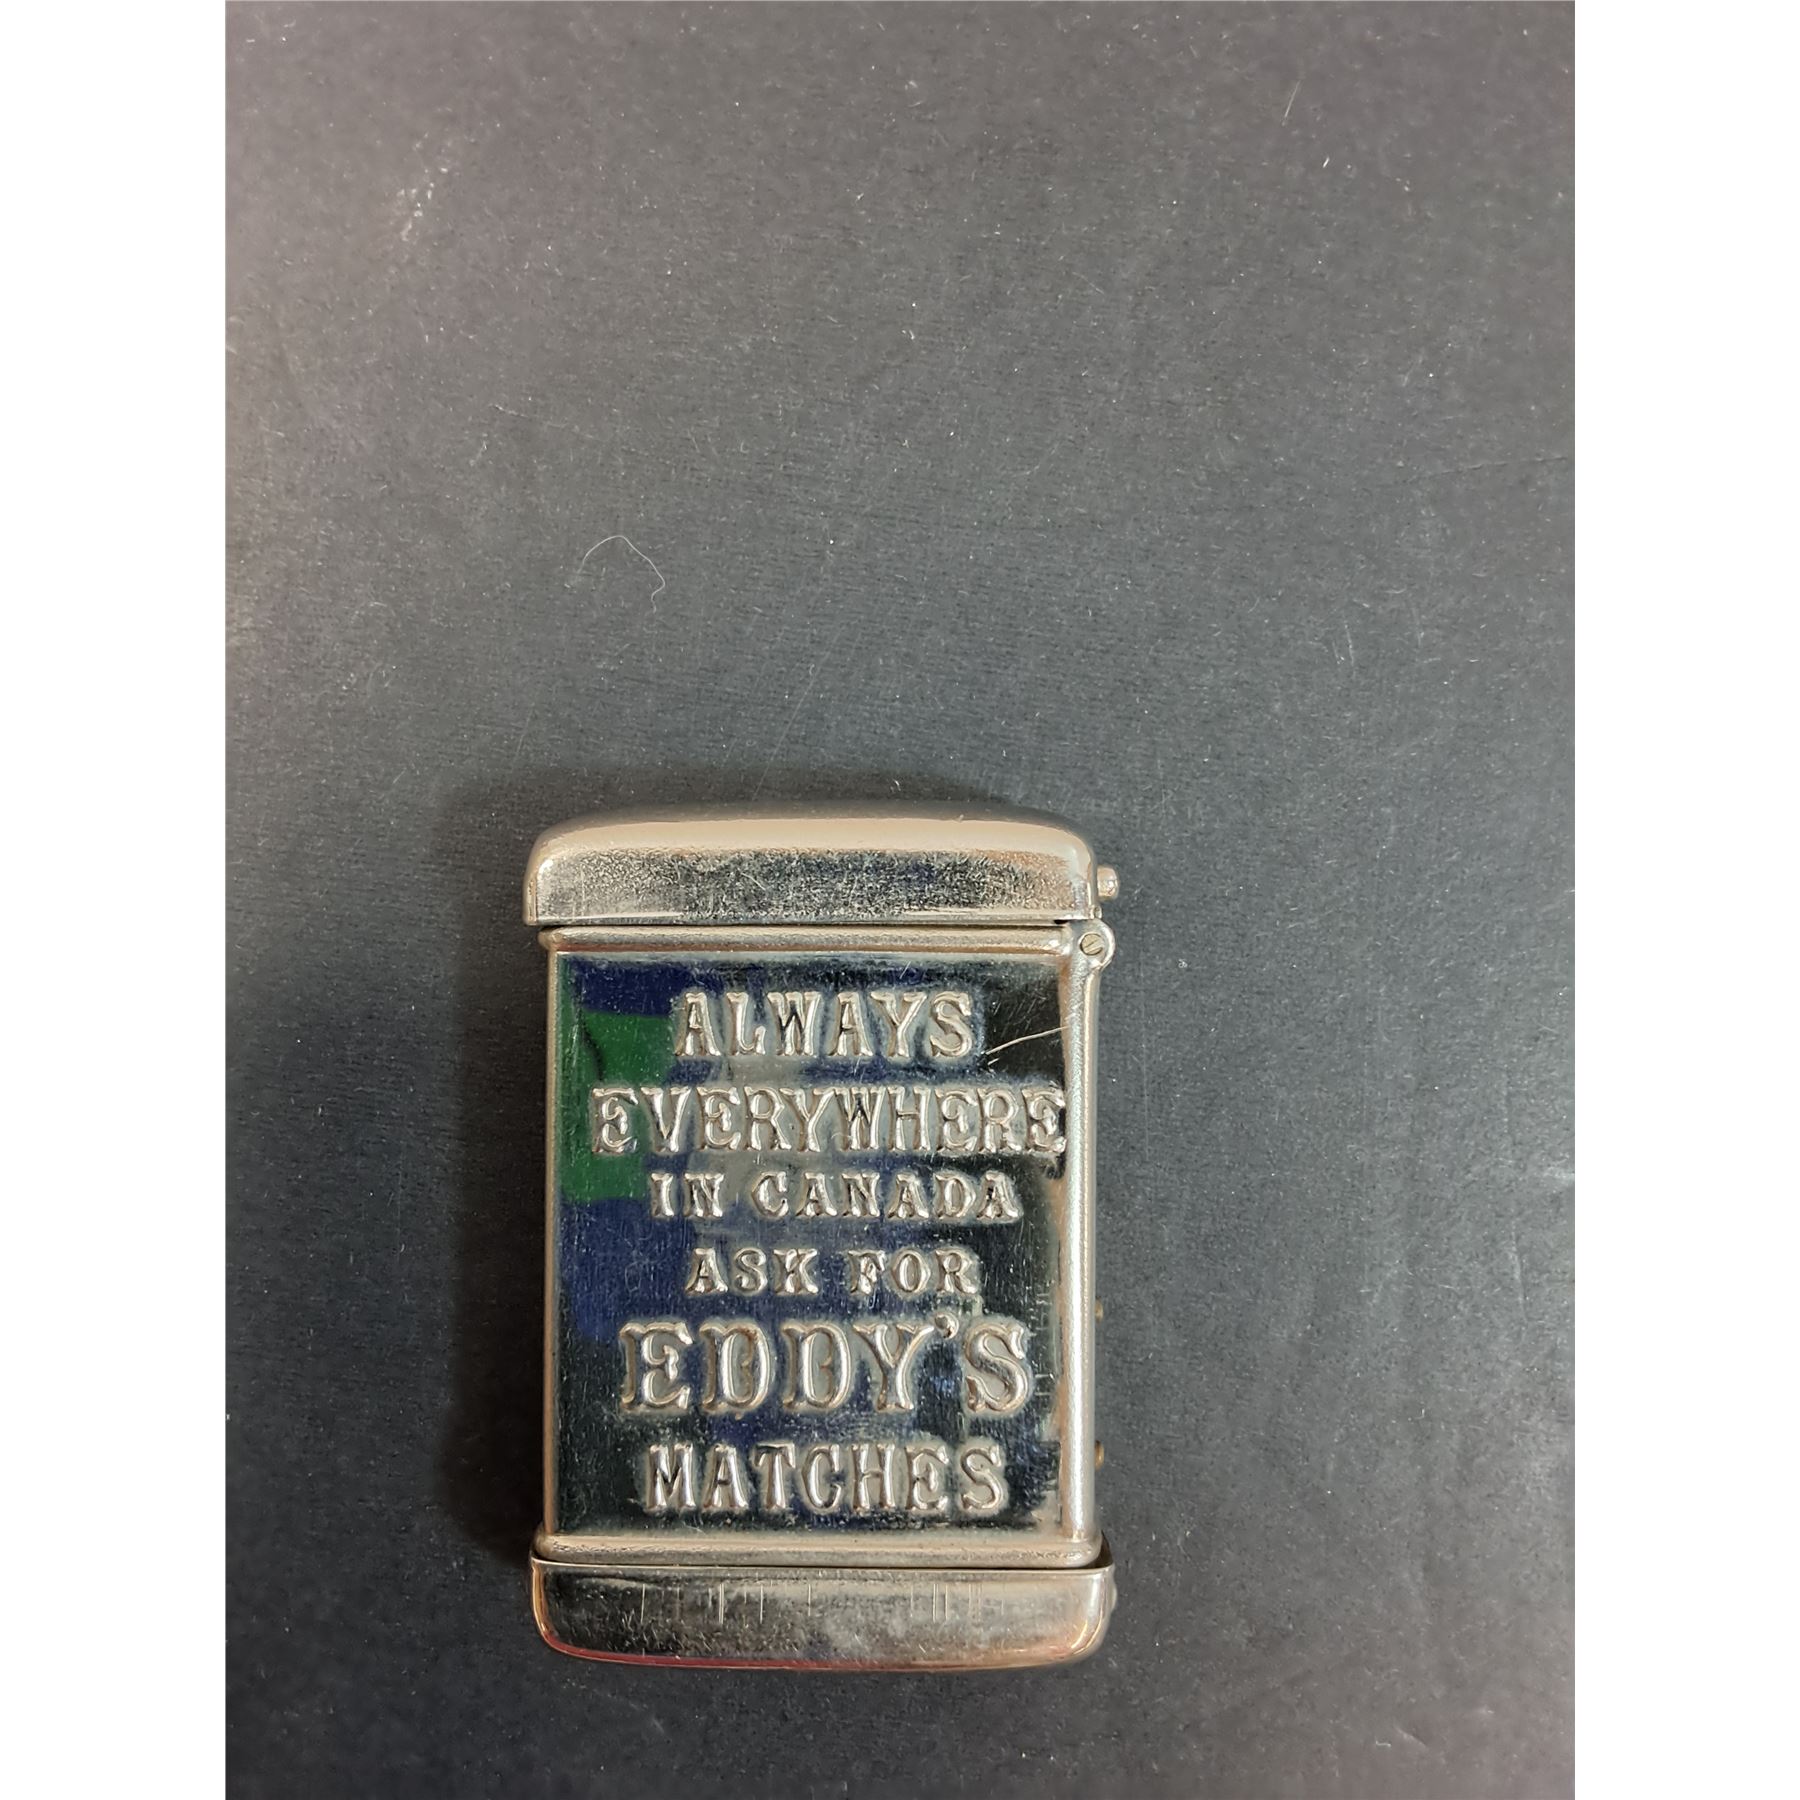 ALWAYS
EVERYWHERE
IN CANADA
ASK FOR
EDDY'S
MATCHES